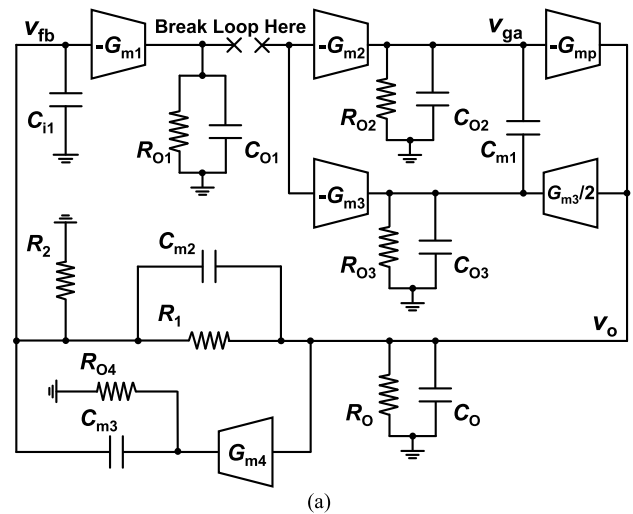 vfb
-Gm1
Break Loop Here
-Gm2
vga
-Gmp
Ci1
RO1
CO1
RO2
CO2
Cm1
-Gm3
Gm3/2
R2
Cm2
RO3
CO3
R1
vo
RO4
Cm3
Gm4
RO
CO
(a)